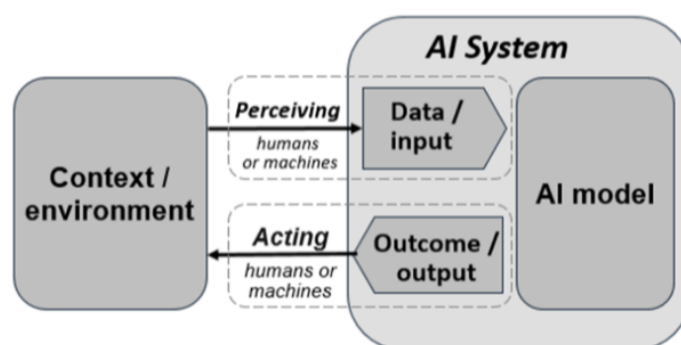 AI System
Perceiving
humans
or machines
Data /
input
Context /
environment
AI model
Acting
humans or
machines
Outcome /
output